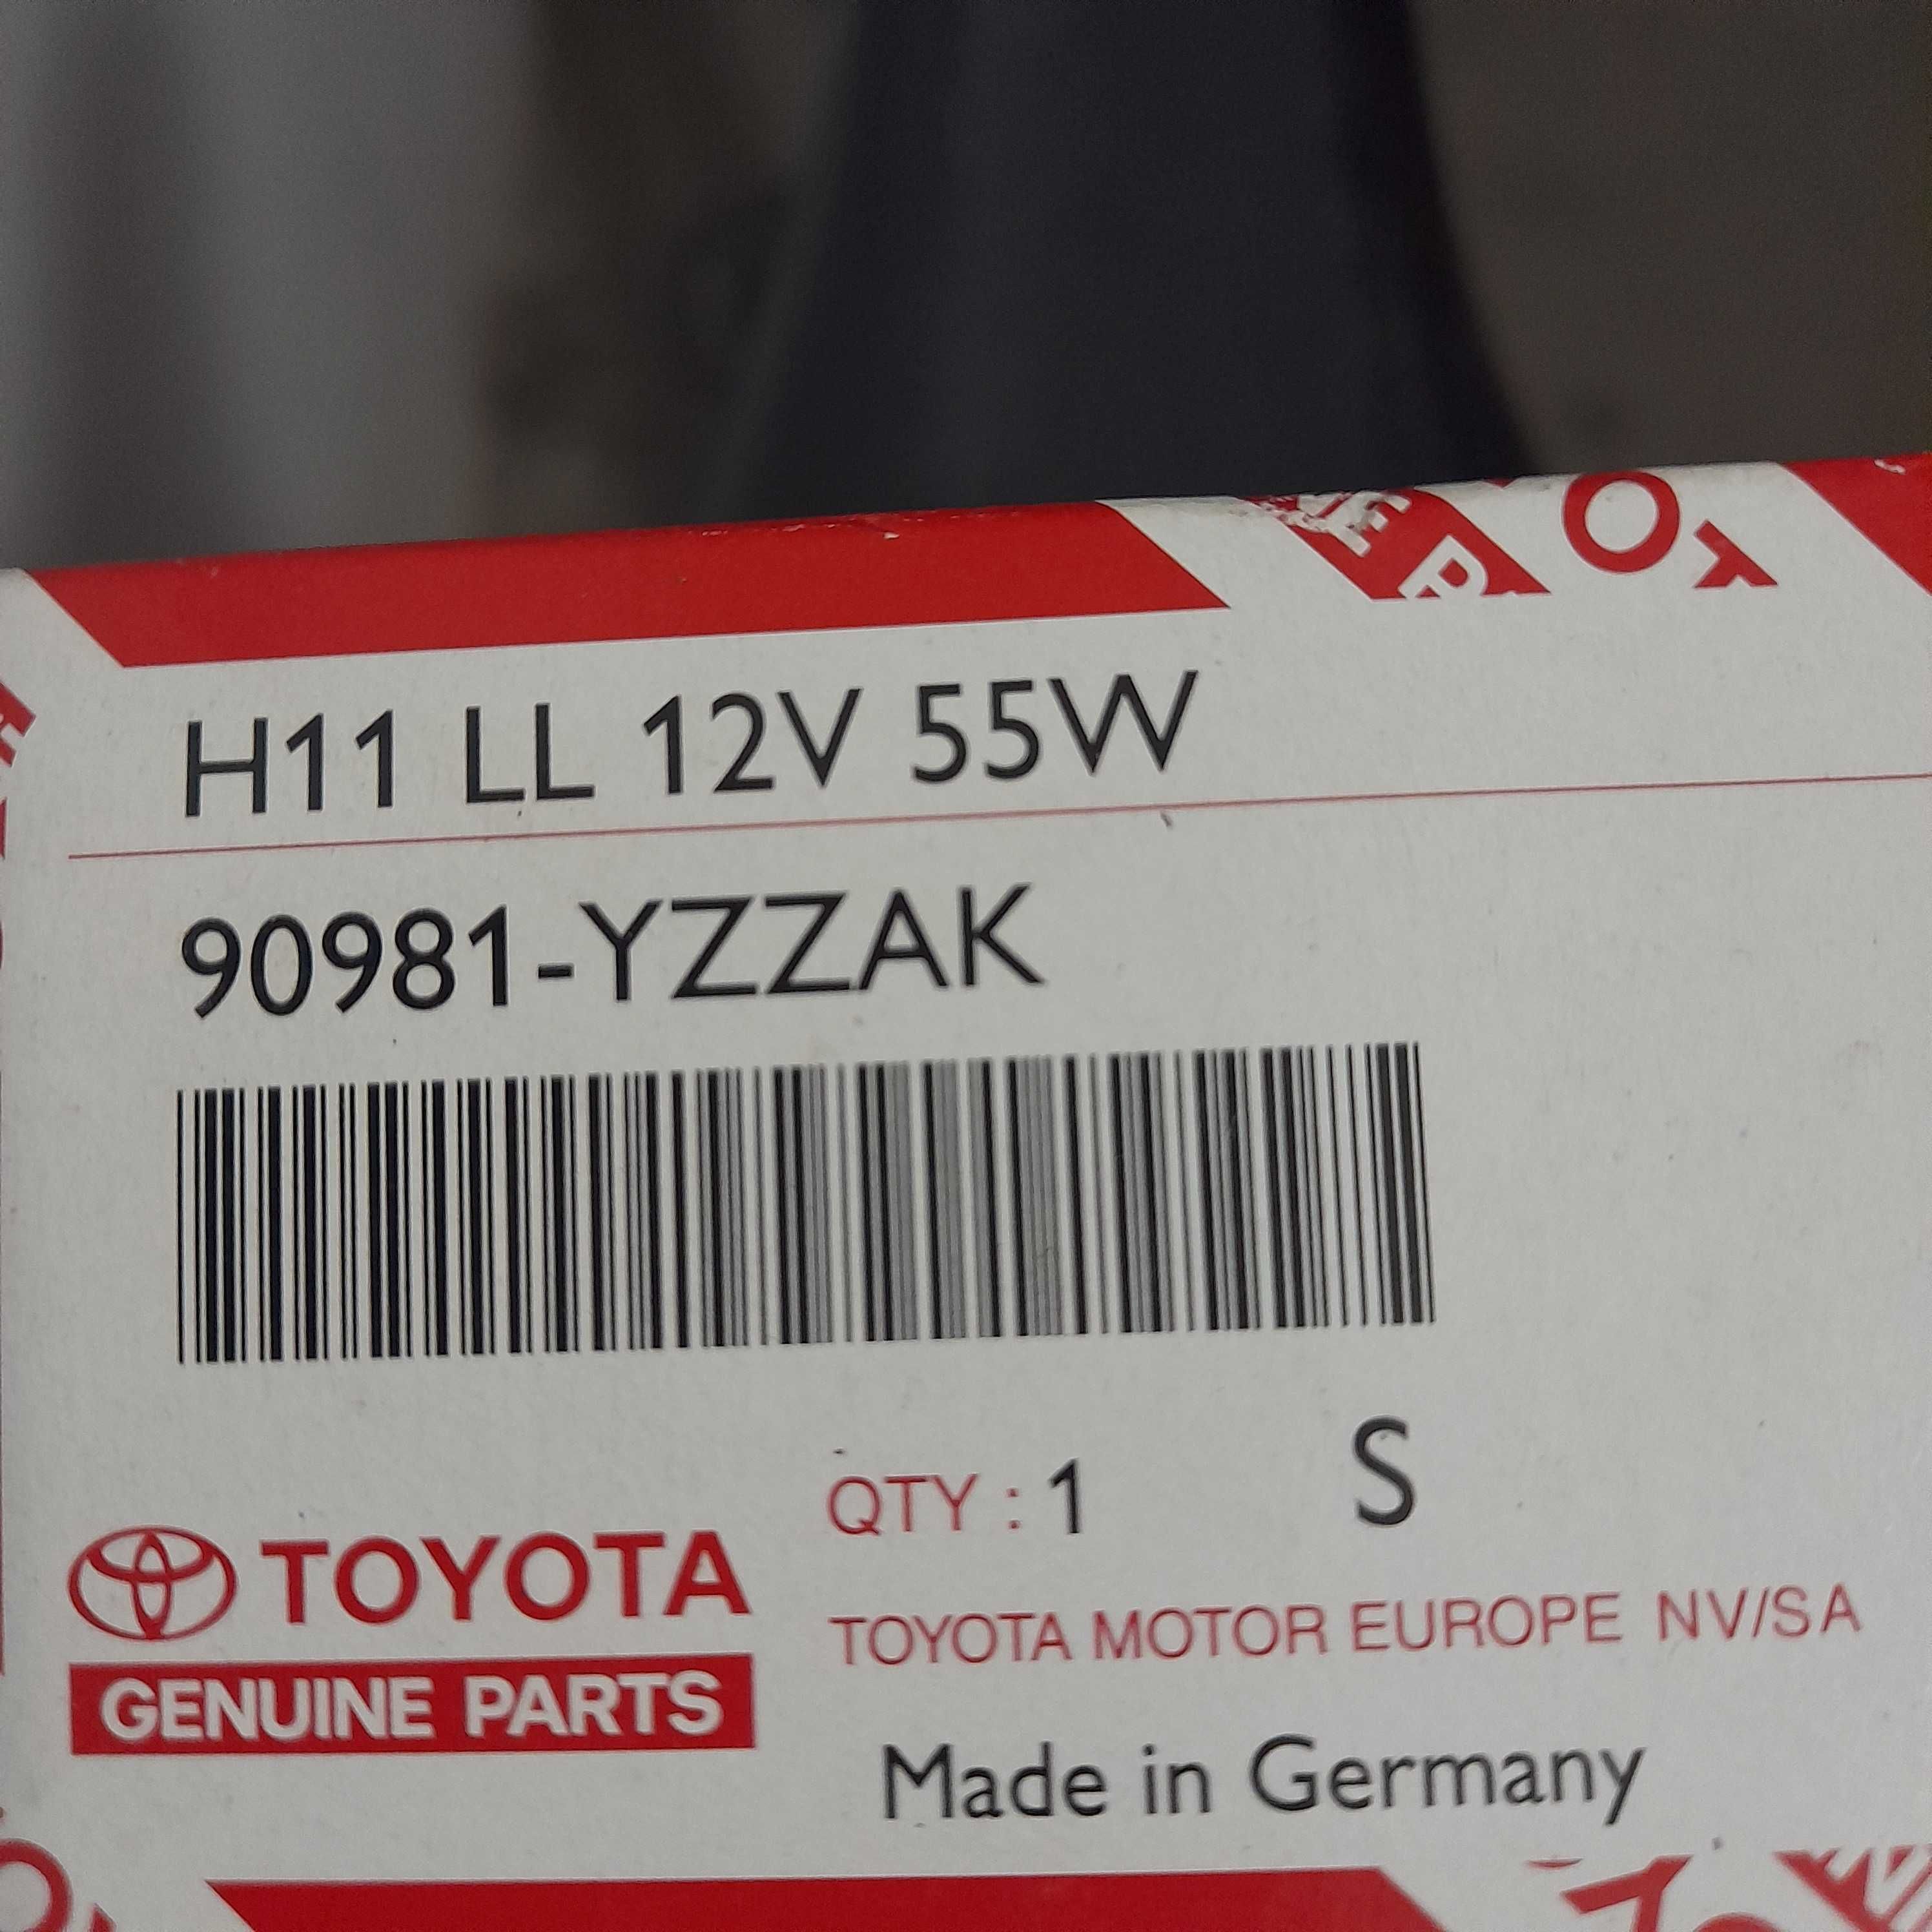 H11 LL 12V 55W
90981-YZZAK
QTY : 1 S
TOYOTA
TOYOTA MOTOR EUROPE NV/SA
GENUINE PARTS
Made in Germany